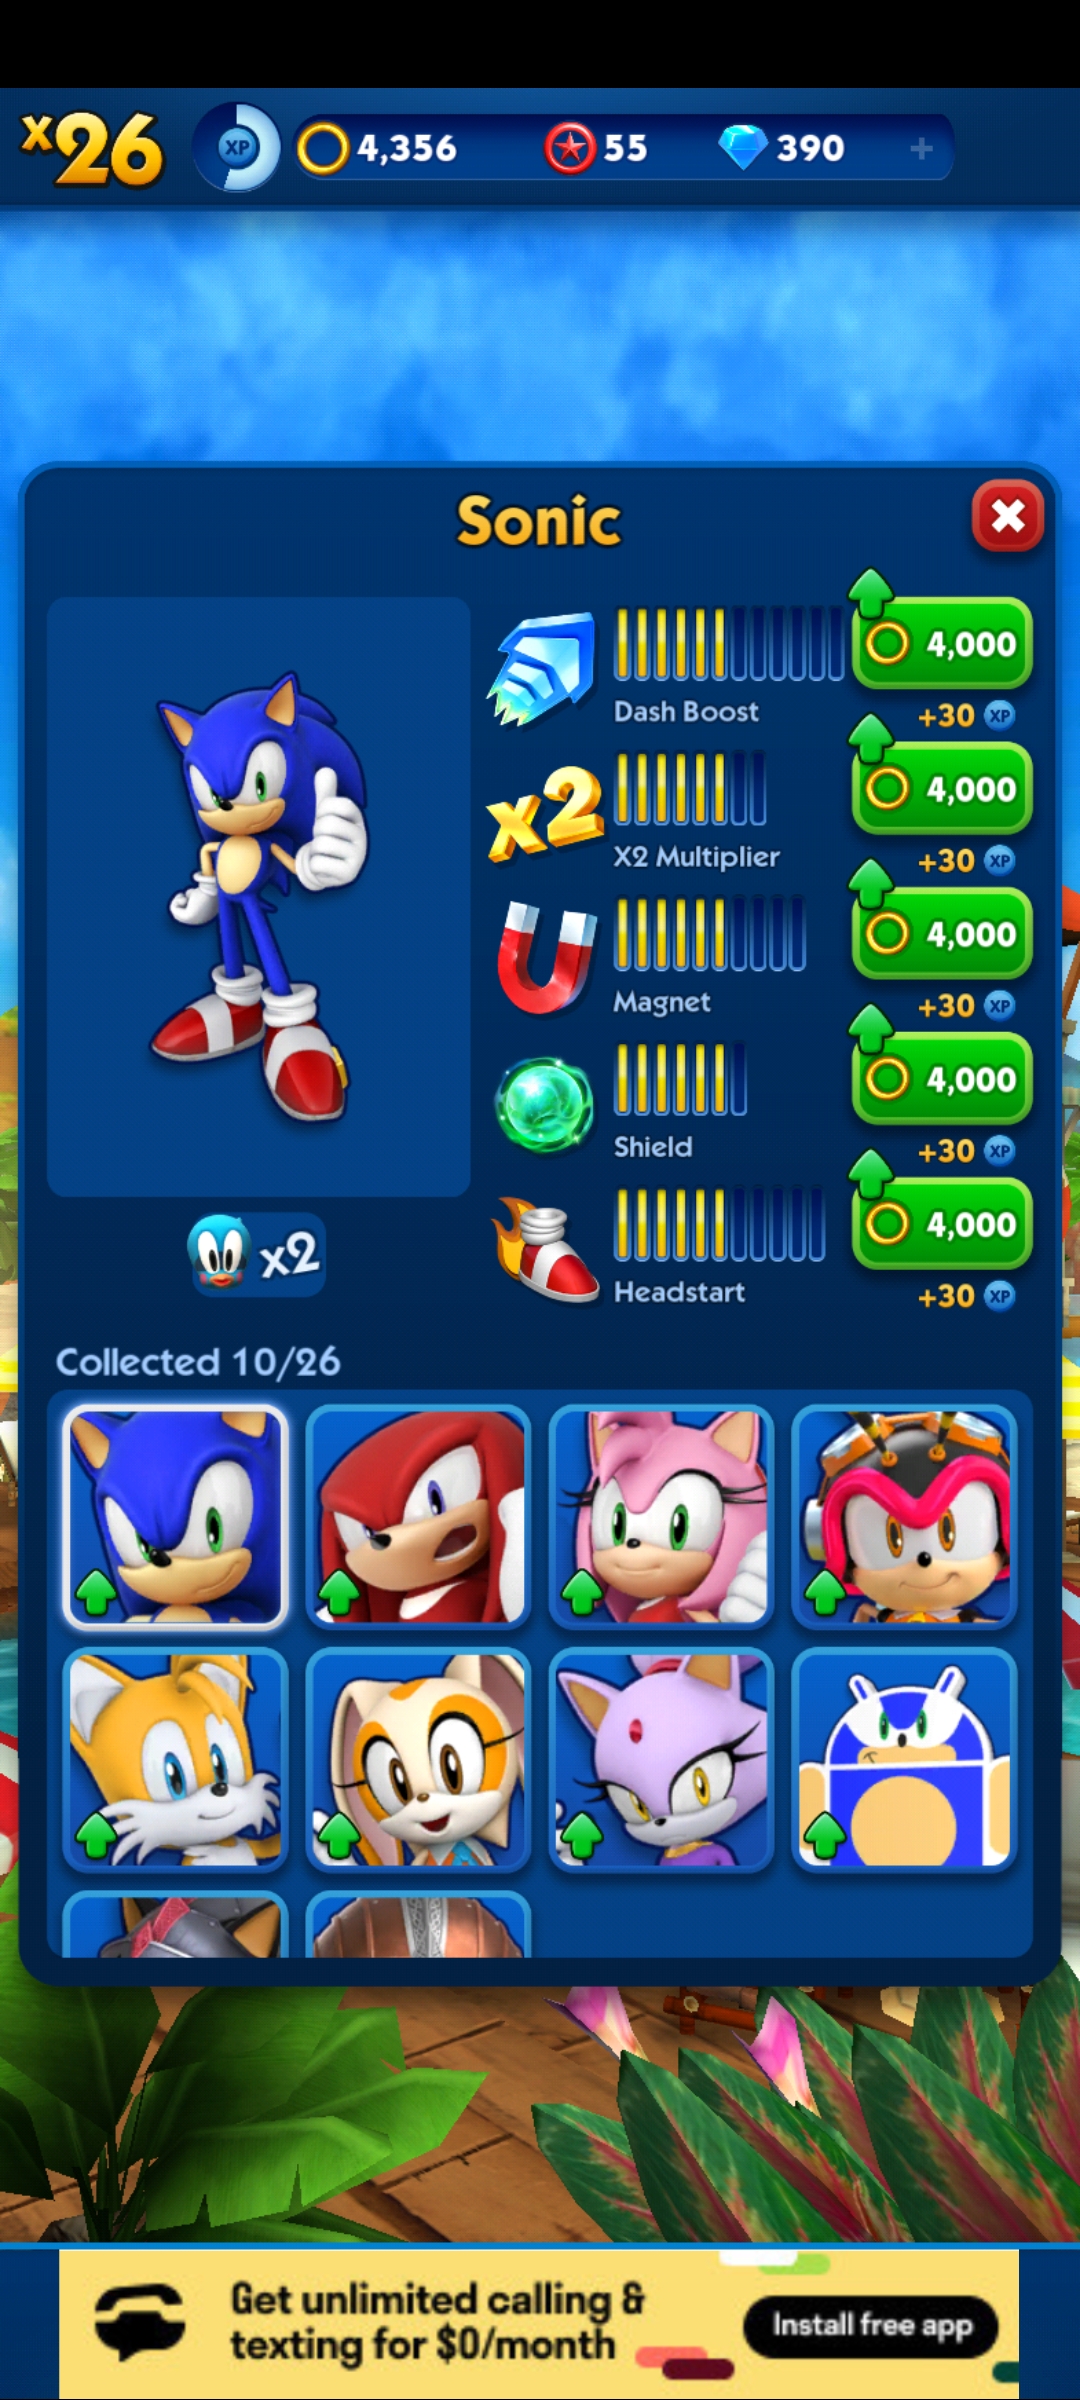 x26 XP 4,356 55 390 +
Sonic
4,000
Dash Boost +30 XP
x2 4,000
X2 Multiplier +30 XP
4,000
Magnet +30 XP
4,000
Shield +30 XP
4,000
x2
Headstart +30 XP
Collected 10/26
Get unlimited calling &
texting for $0/month
Install free app